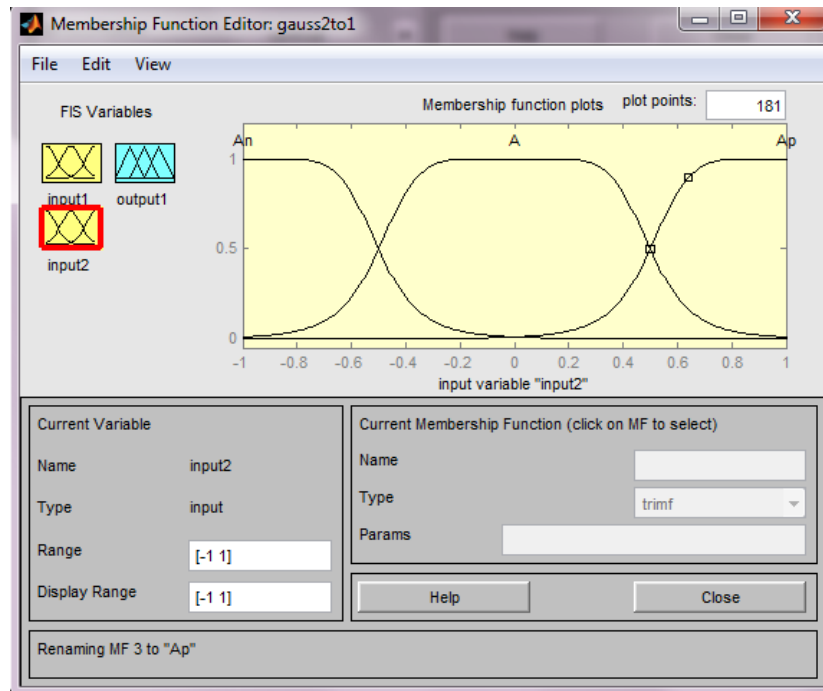 Membership Function Editor: gauss2to1
File Edit View
FIS Variables
Membership function plots plot points: 181
An A Ap
input1 output1
input2
1
0.5
0
-1 -0.8 -0.6 -0.4 -0.2 0 0.2 0.4 0.6 0.8 1
input variable "input2"
Current Variable
Name input2
Type input
Range [-1 1]
Display Range [-1 1]
Current Membership Function (click on MF to select)
Name
Type trimf
Params
Help Close
Renaming MF 3 to "Ap"